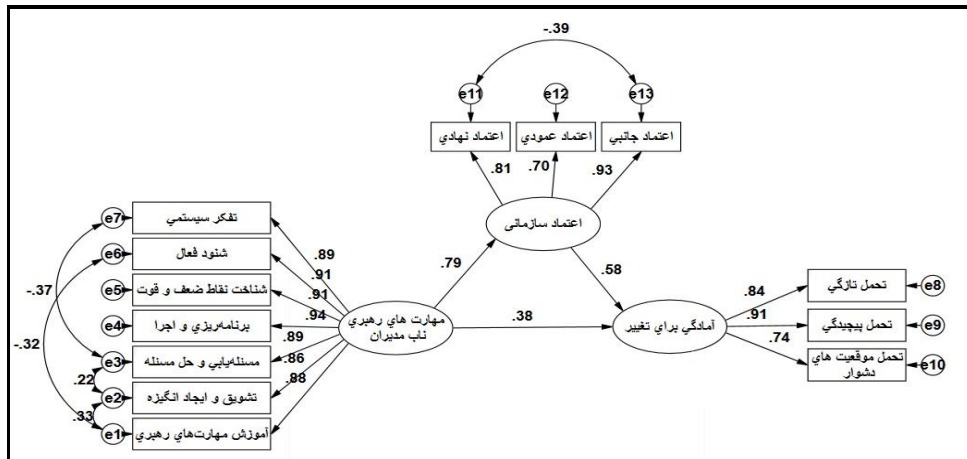 -.39
e11
e12
e13
اعتماد نهادي
اعتماد عمودي
اعتماد جانبي
.81
.70
.93
اعتماد سازمانی
e7
تفكر سيستمي
e6
شنود فعال
e5
شناخت نقاط ضعف و قوت
e4
برنامه‌ريزي و اجرا
e3
مسئله‌يابي و حل مسئله
e2
تشويق و ايجاد انگيزه
e1
آموزش مهارت‌هاي رهبري
-.37
-.32
.22
.33
.89
.91
.91
.94
.89
.86
.88
مهارت هاي رهبري
ناب مديران
.79
.58
.38
آمادگي براي تغيير
.84
.91
.74
تحمل تازگي
e8
تحمل پيچيدگي
e9
تحمل موقعيت هاي
دشوار
e10